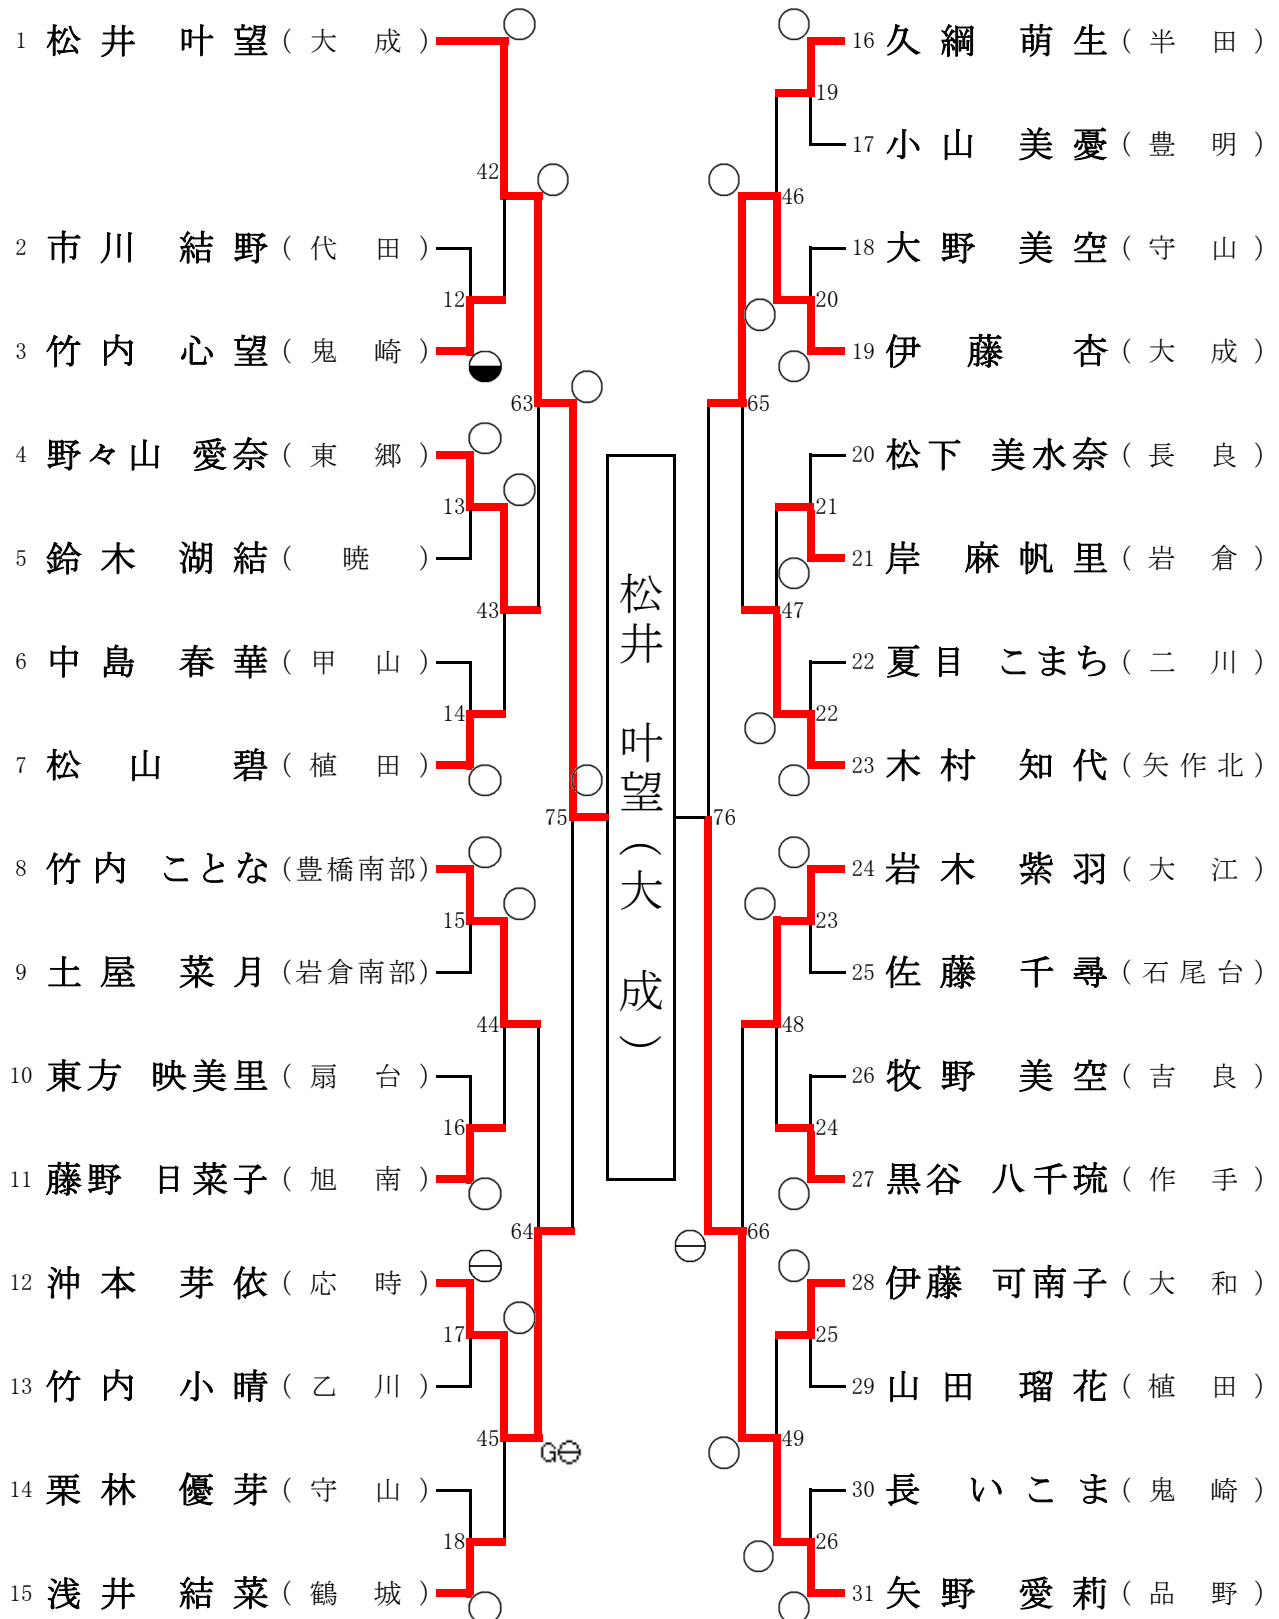 1 松井 叶望 (大成)
42
2 市川 結野 (代田)
12
3 竹内 心望 (鬼崎)
63
4 野々山 愛奈 (東郷)
13
5 鈴木 湖結 (暁)
43
6 中島 春華 (甲山)
14
7 松山 碧 (植田)
75
8 竹内 ことな (豊橋南部)
15
9 土屋 菜月 (岩倉南部)
44
10 東方 映美里 (扇台)
16
11 藤野 日菜子 (旭南)
64
12 沖本 芽依 (応時)
17
13 竹内 小晴 (乙川)
45
G
14 栗林 優芽 (守山)
18
15 浅井 結菜 (鶴城)
松井 叶望(大 成)
16 久綱 萌生 (半田)
19
17 小山 美憂 (豊明)
46
18 大野 美空 (守山)
20
19 伊藤 杏 (大成)
65
20 松下 美水奈 (長良)
21
21 岸 麻帆里 (岩倉)
47
22 夏目 こまち (二川)
22
23 木村 知代 (矢作北)
76
24 岩木 紫羽 (大江)
23
25 佐藤 千尋 (石尾台)
48
26 牧野 美空 (吉良)
24
27 黒谷 八千琉 (作手)
66
28 伊藤 可南子 (大和)
25
29 山田 瑠花 (植田)
49
30 長 いこま (鬼崎)
26
31 矢野 愛莉 (品野)